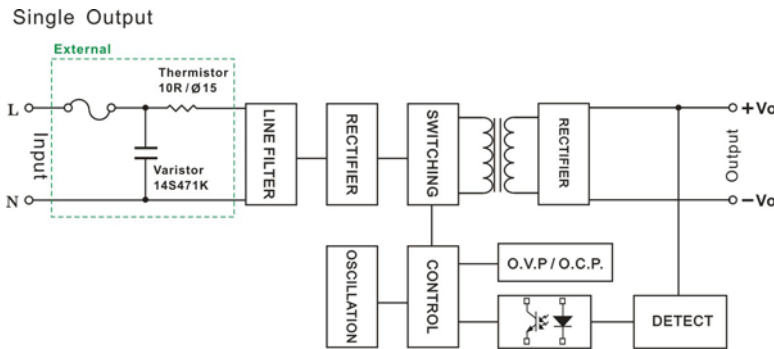 Single Output
External
Thermistor
10R/Ø15
L
Input
N
Varistor
14S471K
LINE FILTER
RECTIFIER
SWITCHING
RECTIFIER
+Vo
Output
−Vo
OSCILLATION
CONTROL
O.V.P / O.C.P.
DETECT